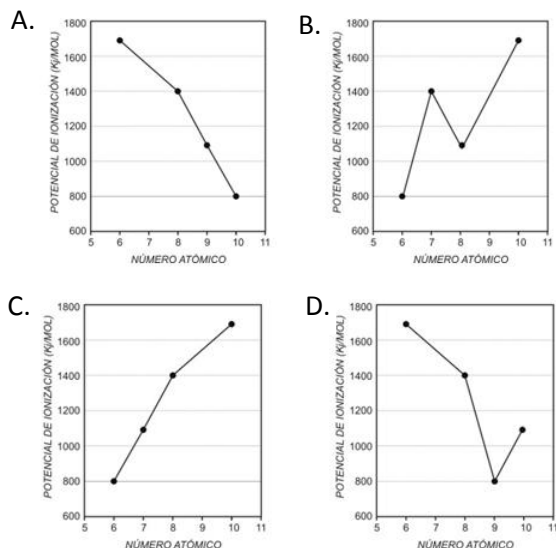 A.
POTENCIAL DE IONIZACIÓN (Kj/MOL)
1800
1600
1400
1200
1000
800
600
5 6 7 8 9 10 11
NÚMERO ATÓMICO
B.
POTENCIAL DE IONIZACIÓN (Kj/MOL)
1800
1600
1400
1200
1000
800
600
5 6 7 8 9 10 11
NÚMERO ATÓMICO
C.
POTENCIAL DE IONIZACIÓN (Kj/MOL)
1800
1600
1400
1200
1000
800
600
5 6 7 8 9 10 11
NÚMERO ATÓMICO
D.
POTENCIAL DE IONIZACIÓN (Kj/MOL)
1800
1600
1400
1200
1000
800
600
5 6 7 8 9 10 11
NÚMERO ATÓMICO